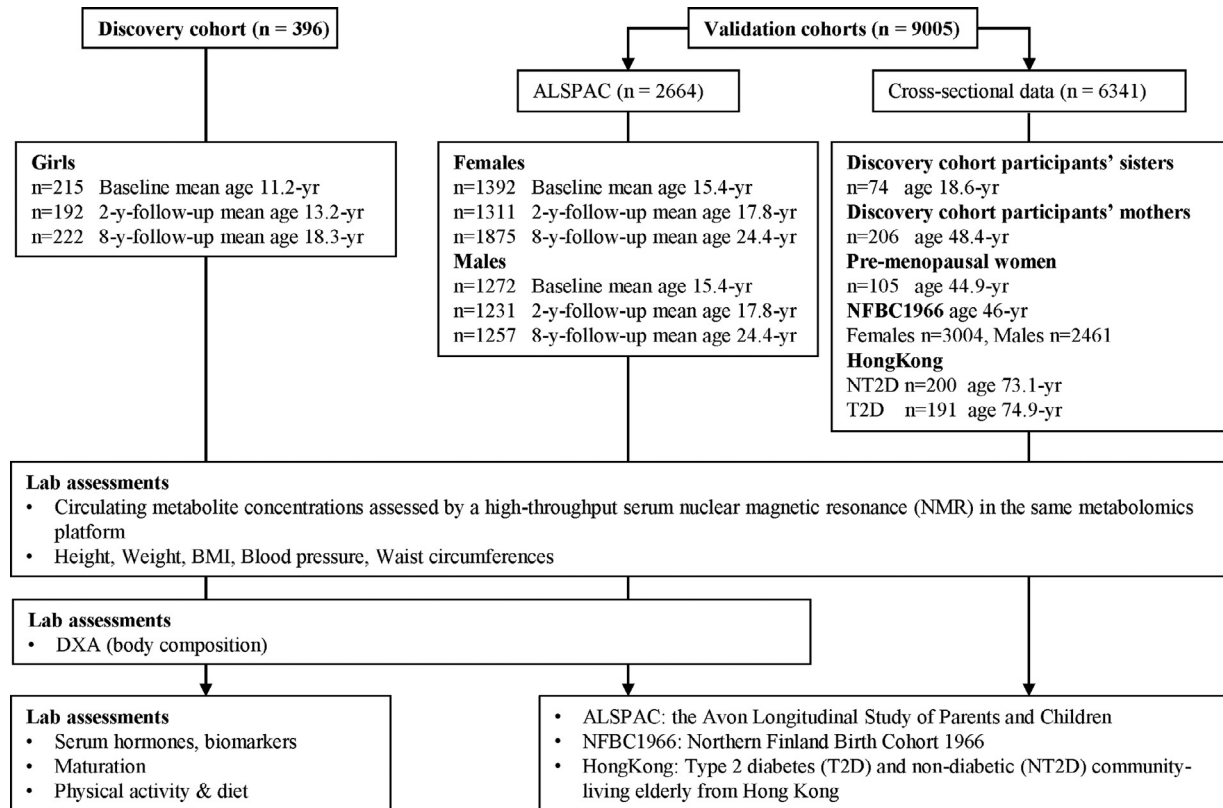 Discovery cohort (n = 396)
Validation cohorts (n = 9005)
ALSPAC (n = 2664)
Cross-sectional data (n = 6341)
Girls
n=215 Baseline mean age 11.2-yr
n=192 2-y-follow-up mean age 13.2-yr
n=222 8-y-follow-up mean age 18.3-yr
Females
n=1392 Baseline mean age 15.4-yr
n=1311 2-y-follow-up mean age 17.8-yr
n=1875 8-y-follow-up mean age 24.4-yr
Males
n=1272 Baseline mean age 15.4-yr
n=1231 2-y-follow-up mean age 17.8-yr
n=1257 8-y-follow-up mean age 24.4-yr
Discovery cohort participants' sisters
n=74 age 18.6-yr
Discovery cohort participants' mothers
n=206 age 48.4-yr
Pre-menopausal women
n=105 age 44.9-yr
NFBC1966 age 46-yr
Females n=3004, Males n=2461
HongKong
NT2D n=200 age 73.1-yr
T2D n=191 age 74.9-yr
Lab assessments
• Circulating metabolite concentrations assessed by a high-throughput serum nuclear magnetic resonance (NMR) in the same metabolomics
platform
• Height, Weight, BMI, Blood pressure, Waist circumferences
Lab assessments
• DXA (body composition)
Lab assessments
• Serum hormones, biomarkers
• Maturation
• Physical activity & diet
• ALSPAC: the Avon Longitudinal Study of Parents and Children
• NFBC1966: Northern Finland Birth Cohort 1966
• HongKong: Type 2 diabetes (T2D) and non-diabetic (NT2D) community-
living elderly from Hong Kong